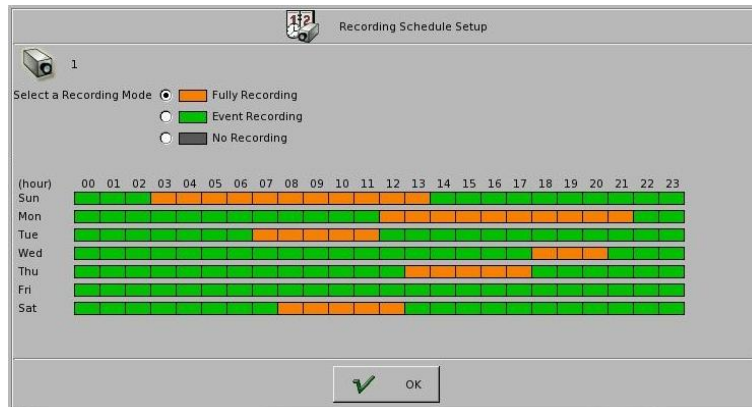 Recording Schedule Setup
1
Select a Recording Mode Fully Recording
Event Recording
No Recording
(hour) 00 01 02 03 04 05 06 07 08 09 10 11 12 13 14 15 16 17 18 19 20 21 22 23
Sun
Mon
Tue
Wed
Thu
Fri
Sat
OK